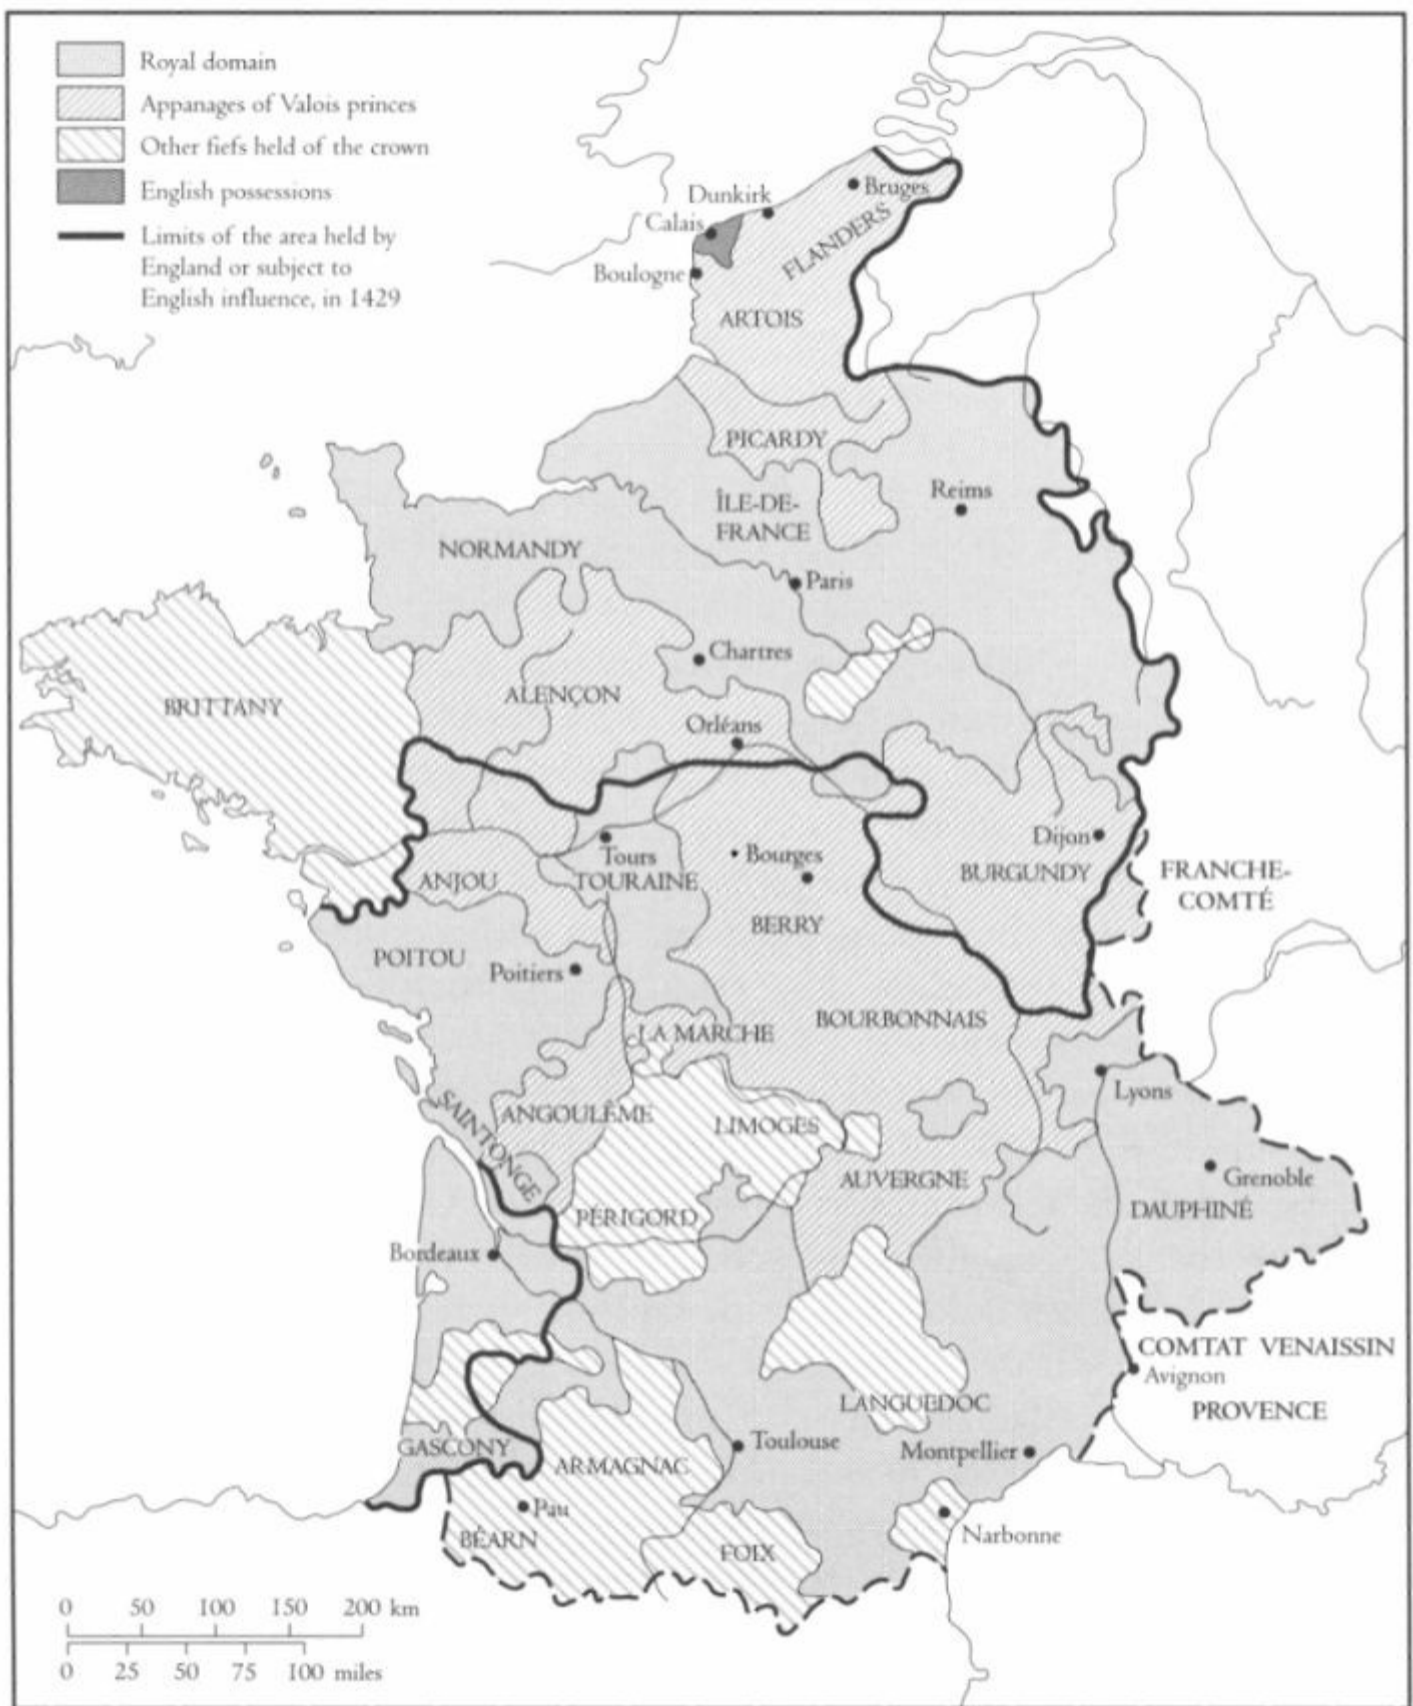 Royal domain
Appanages of Valois princes
Other fiefs held of the crown
English possessions
Limits of the area held by
England or subject to
English influence, in 1429
Bruges
Dunkirk
Calais
FLANDERS
Boulogne
ARTOIS
PICARDY
Reims
ÎLE-DE-
FRANCE
NORMANDY
Paris
Chartres
ALENÇON
BRITTANY
Orléans
Dijon
Tours
Bourges
BURGUNDY
FRANCHE-
COMTÉ
ANJOU
TOURAINE
BERRY
POITOU
Poitiers
BOURBONNAIS
LA MARCHE
Lyons
SAINTONGE
ANGOULÊME
LIMOGES
AUVERGNE
Grenoble
DAUPHINÉ
PÉRIGORD
Bordeaux
COMTAT VENAISSIN
Avignon
LANGUEDOC
PROVENCE
GASCONY
Toulouse
Montpellier
ARMAGNAC
Pau
BÉARN
FOIX
Narbonne
0 50 100 150 200 km
0 25 50 75 100 miles